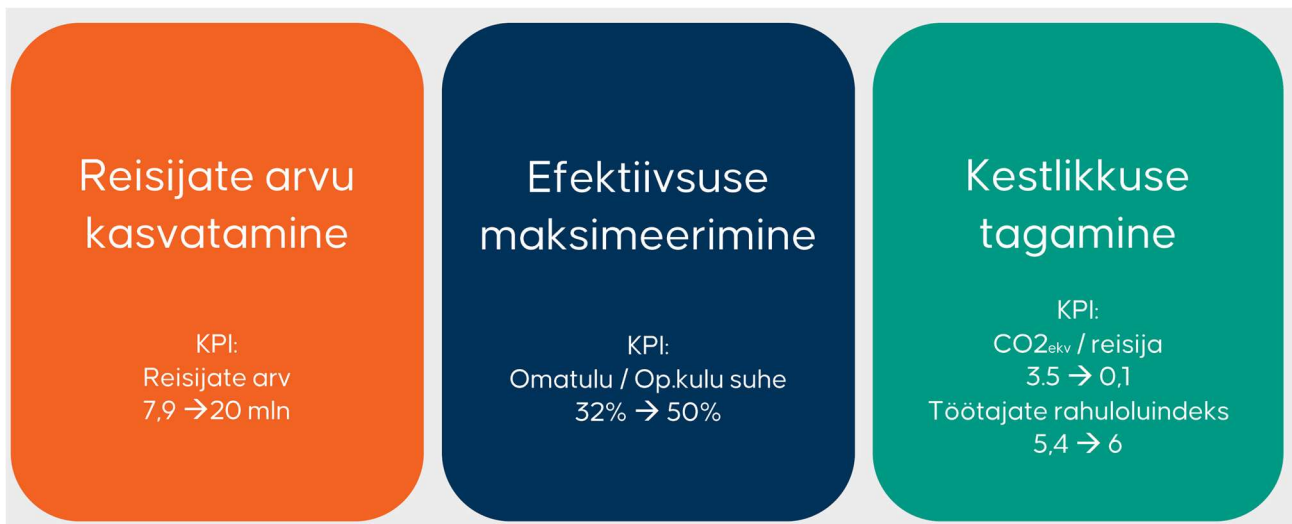 Reisijate arvu
kasvatamine
KPI:
Reisijate arv
7,9 →20 mln
Efektiivsuse
maksimeerimine
KPI:
Omatulu / Op.kulu suhe
32% → 50%
Kestlikkuse
tagamine
KPI:
CO2ekv / reisija
3.5 → 0,1
Töötajate rahuloluindeks
5,4 → 6